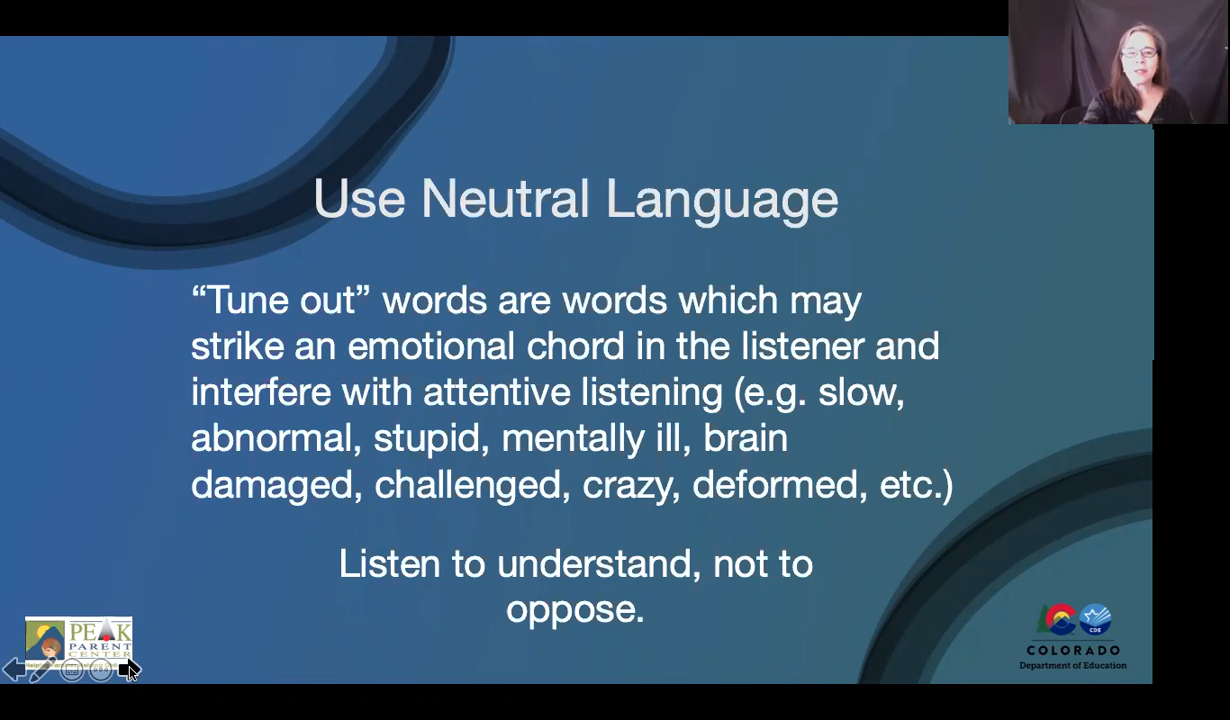 Use Neutral Language
“Tune out” words are words which may
strike an emotional chord in the listener and
interfere with attentive listening (e.g. slow,
abnormal, stupid, mentally ill, brain
damaged, challenged, crazy, deformed, etc.)
Listen to understand, not to
oppose.
PEAK
PARENT
CENTER
CDE
COLORADO
Department of Education